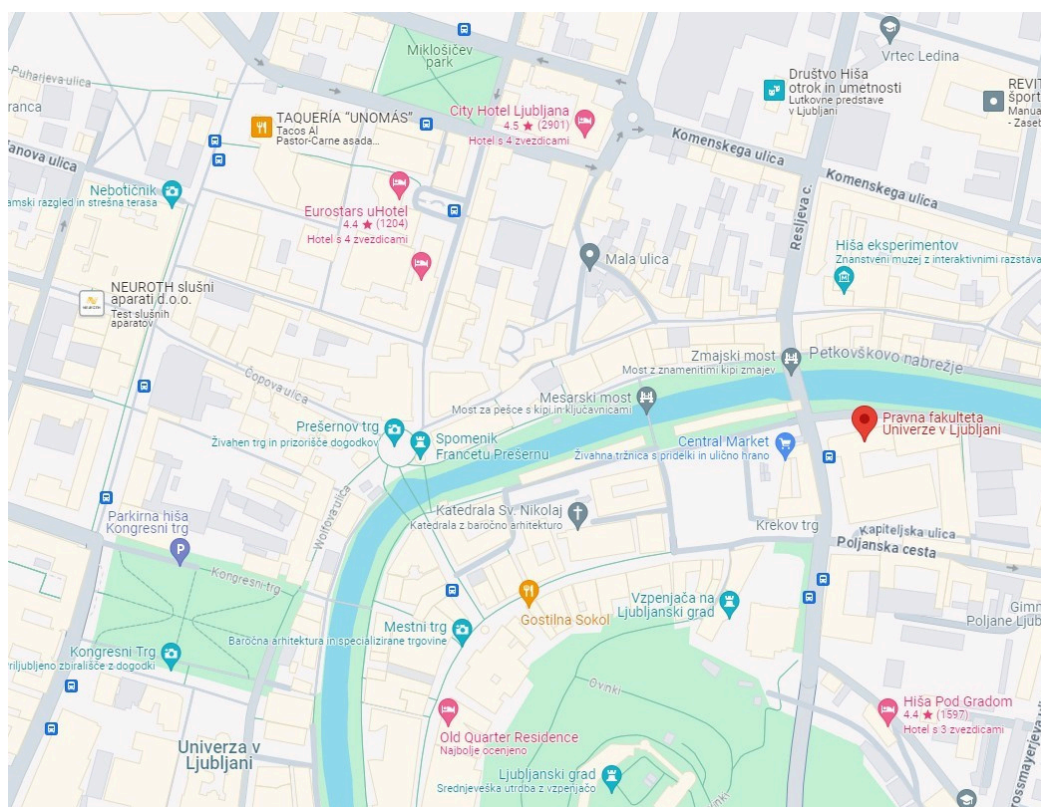 Miklošičev
park
Vrtec Ledina
-Puharjeva ulica
Društvo Hiša
otrok in umetnosti
Lutkovne predstave
v Ljubljani
REVIT
šport
Manua
- Zaseb
City Hotel Ljubljana
4.5 ★ (2901)
Hotel s 4 zvezdicami
TAQUERÍA "UNOMÁS"
Tacos Al
Pastor-Carne asada...
ranca
Komenskega ulica
Komenskega ulica
Nebotičnik
amski razgled in strešna terasa
Eurostars uHotel
4.4 ★ (1204)
Hotel s 4 zvezdicami
Resljeva c.
Mala ulica
Hiša eksperimentov
Znanstveni muzej z interaktivnimi razstava
NEUROTH slušni
aparati d.o.o.
Test slušnih
aparatov
Čopova ulica
Zmajski most
Most z znamenitimi kipi zmajev
Petkovškovo nabrežje
Mesarski most
Most za pešce s kipi in ključavnicami
Prešernov trg
Živahen trg in prizorišče dogodkov
Spomenik
Francetu Prešernu
Central Market
Živahna tržnica s pridelki in ulično hrano
Pravna fakulteta
Univerze v Ljubljani
Wolfova ulica
Katedrala Sv. Nikolaj
Katedrala z baročno arhitekturo
Krekov trg
Kapiteljska ulica
Poljanska cesta
Parkirna hiša
Kongresni trg
Kongresni trg
Gostilna Sokol
Vzpenjača na
Ljubljanski grad
Gimn
Poljane Ljub
Mestni trg
Baročna arhitektura in specializirane trgovine
Kongresni Trg
riljubljeno zbirališče z dogodki
Ovnki
Hiša Pod Gradom
4.4 ★ (1597)
Hotel s 3 zvezdicami
Old Quarter Residence
Najbolje ocenjeno
Univerza v
Ljubljani
Ljubljanski grad
Srednjeveška utrdba z vzpenjačo